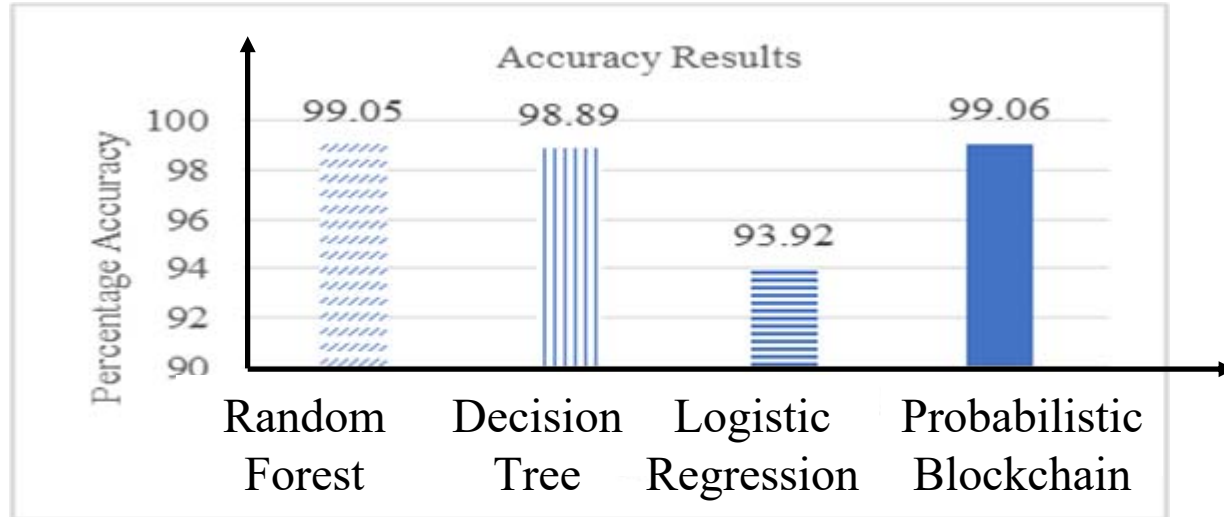 Accuracy Results
Percentage Accuracy
100
98
96
94
92
90
99.05
98.89
93.92
99.06
Random
Forest
Decision
Tree
Logistic
Regression
Probabilistic
Blockchain